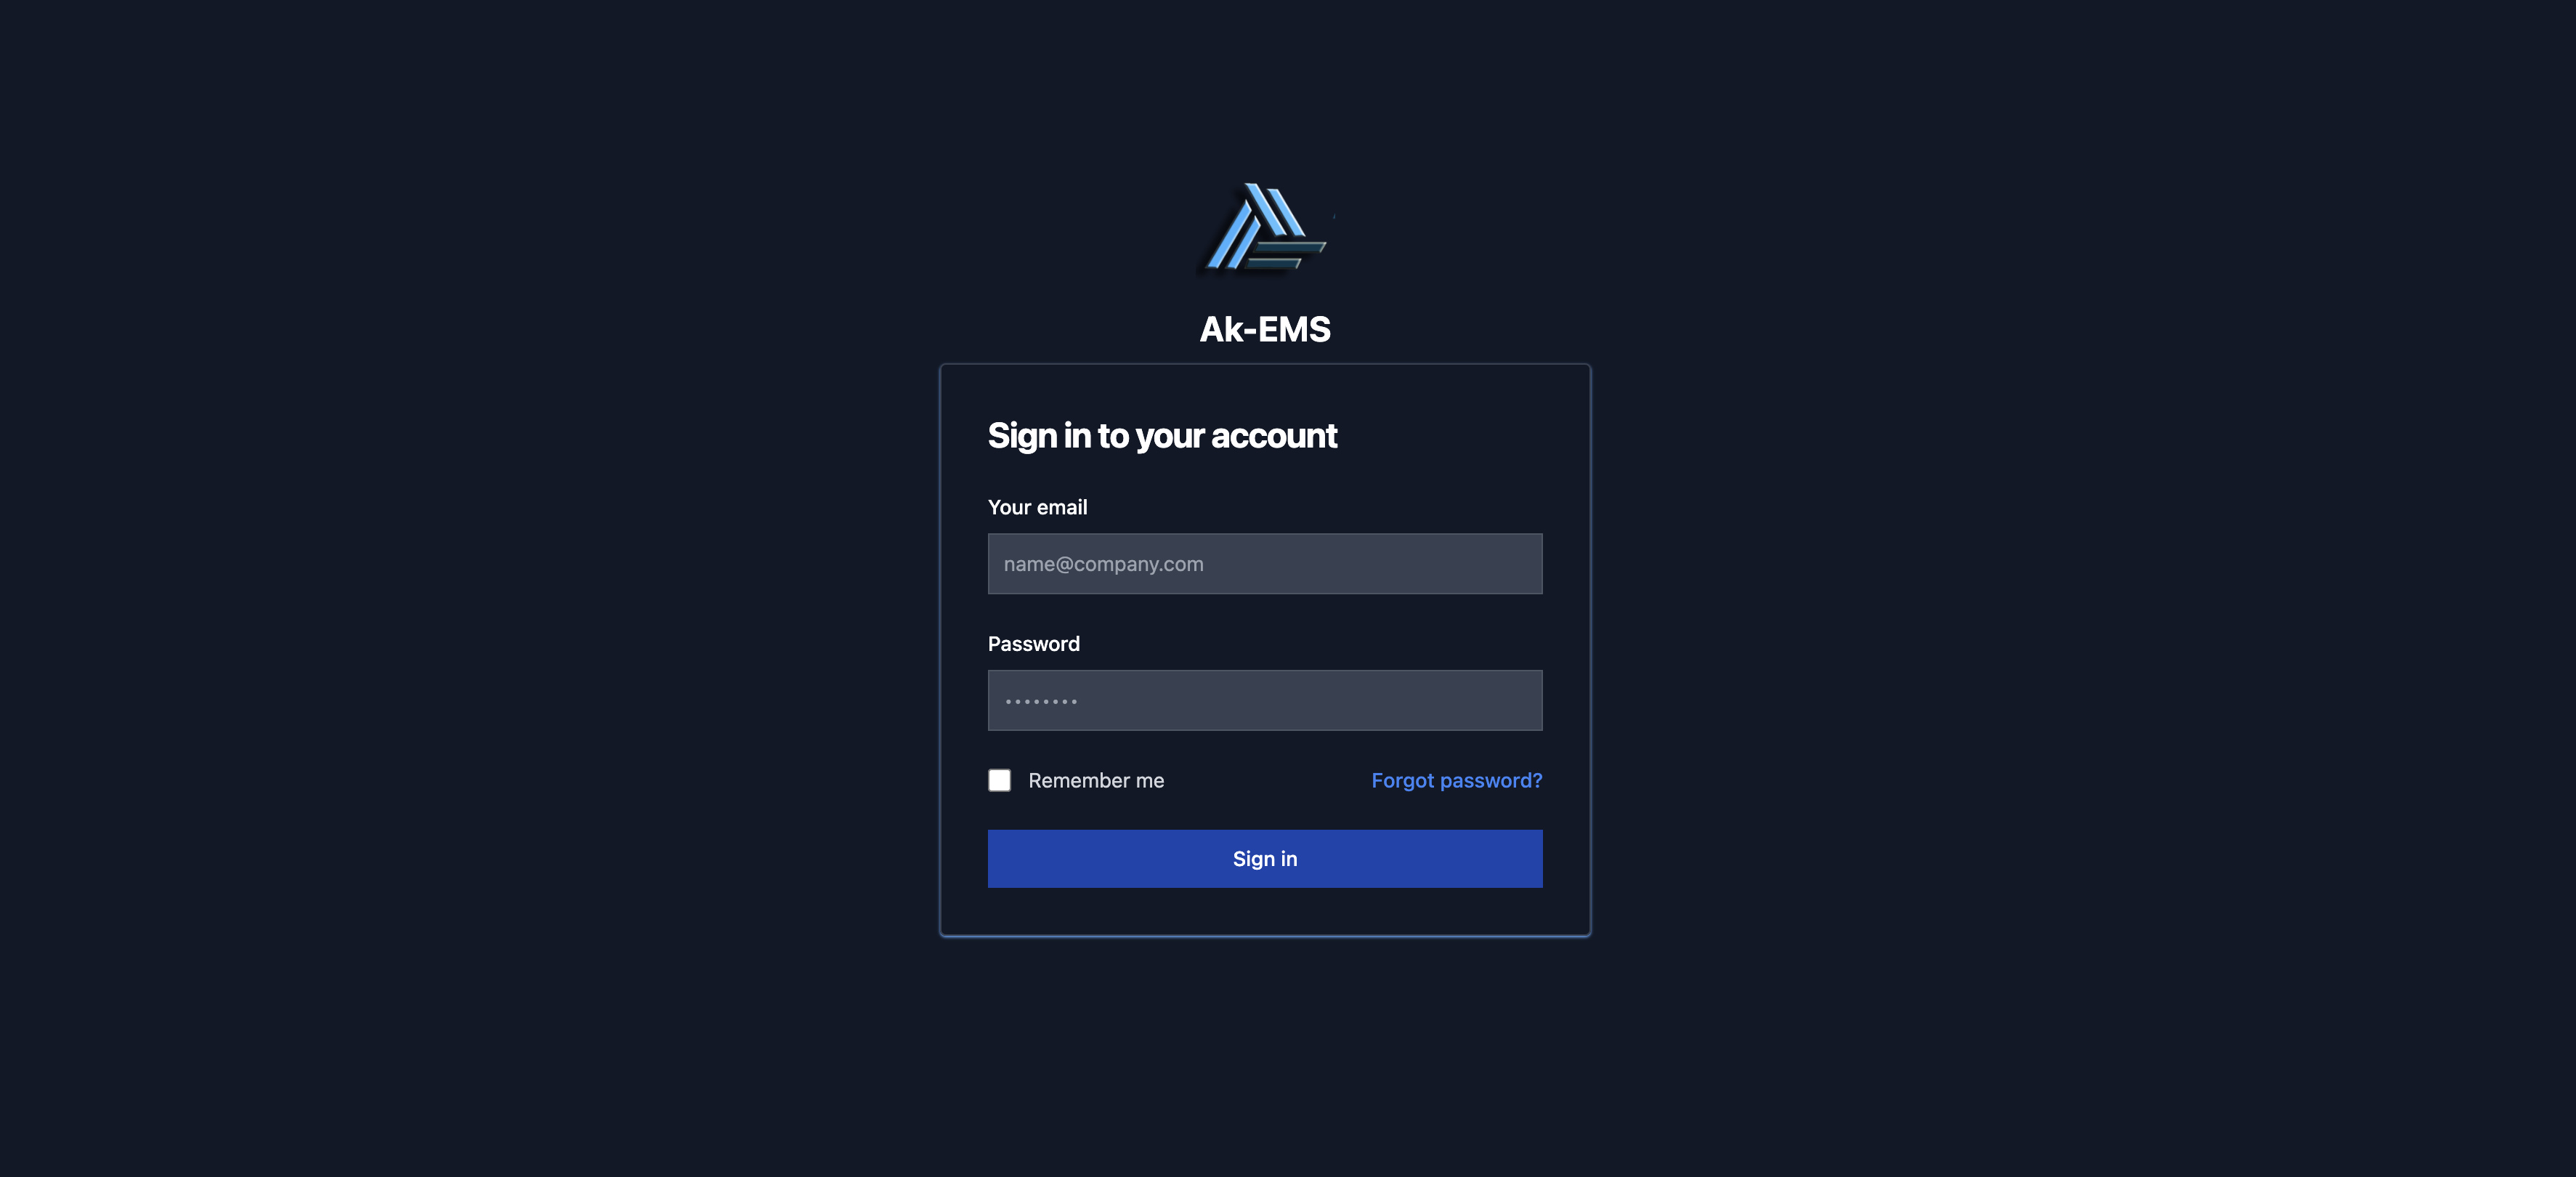 Ak-EMS
Sign in to your account
Your email
name@company.com
Password
••••••••
Remember me
Forgot password?
Sign in